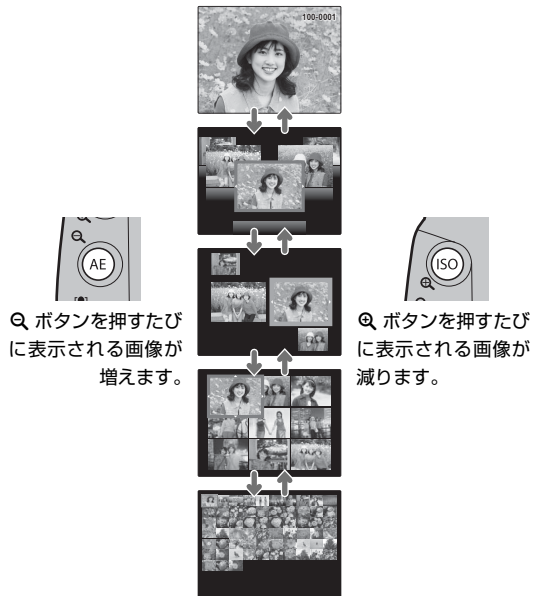 100-0001
AE
ボタンを押すたび
に表示される画像が
増えます。
ISO
ボタンを押すたび
に表示される画像が
減ります。